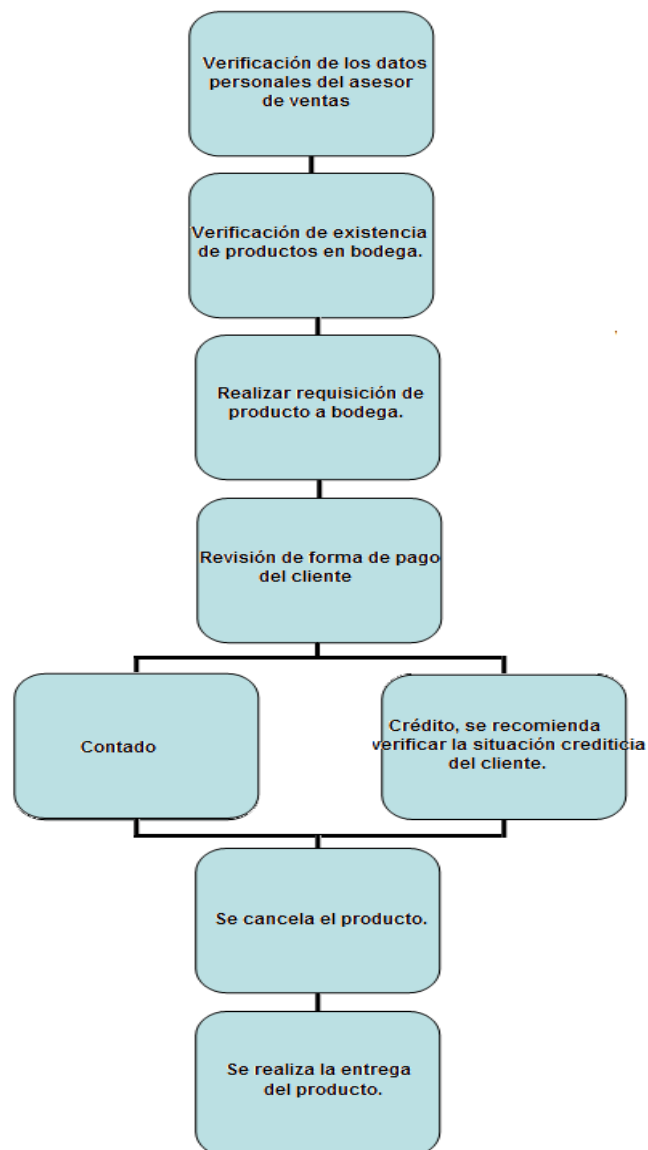 Verificación de los datos
personales del asesor
de ventas
Verificación de existencia
de productos en bodega.
Realizar requisición de
producto a bodega.
Revisión de forma de pago
del cliente
Contado
Crédito, se recomienda
verificar la situación crediticia
del cliente.
Se cancela el producto.
Se realiza la entrega
del producto.